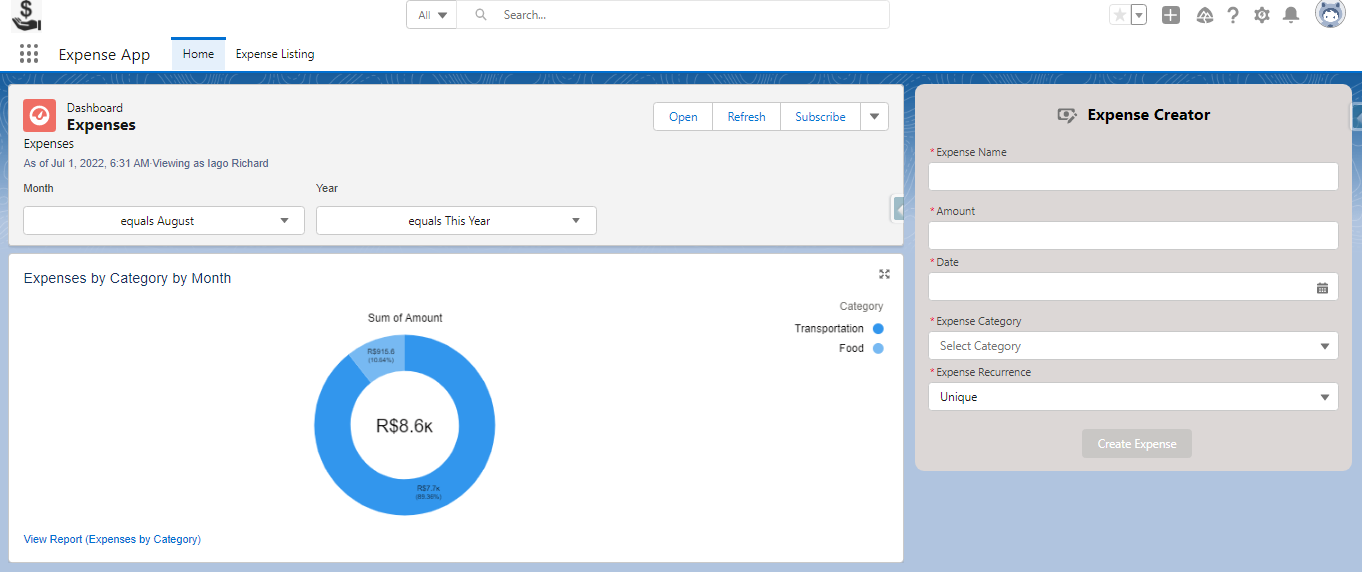 $
All
Search...
Expense App
Home
Expense Listing
Dashboard
Expenses
Expenses
As of Jul 1, 2022, 6:31 AM·Viewing as Iago Richard
Open
Refresh
Subscribe
Month
Year
equals August
equals This Year
Expenses by Category by Month
Sum of Amount
Category
Transportation
Food
R$915.6
(10.64%)
R$8.6K
R$7.7K
(89.36%)
View Report (Expenses by Category)
Expense Creator
* Expense Name
* Amount
* Date
* Expense Category
Select Category
* Expense Recurrence
Unique
Create Expense